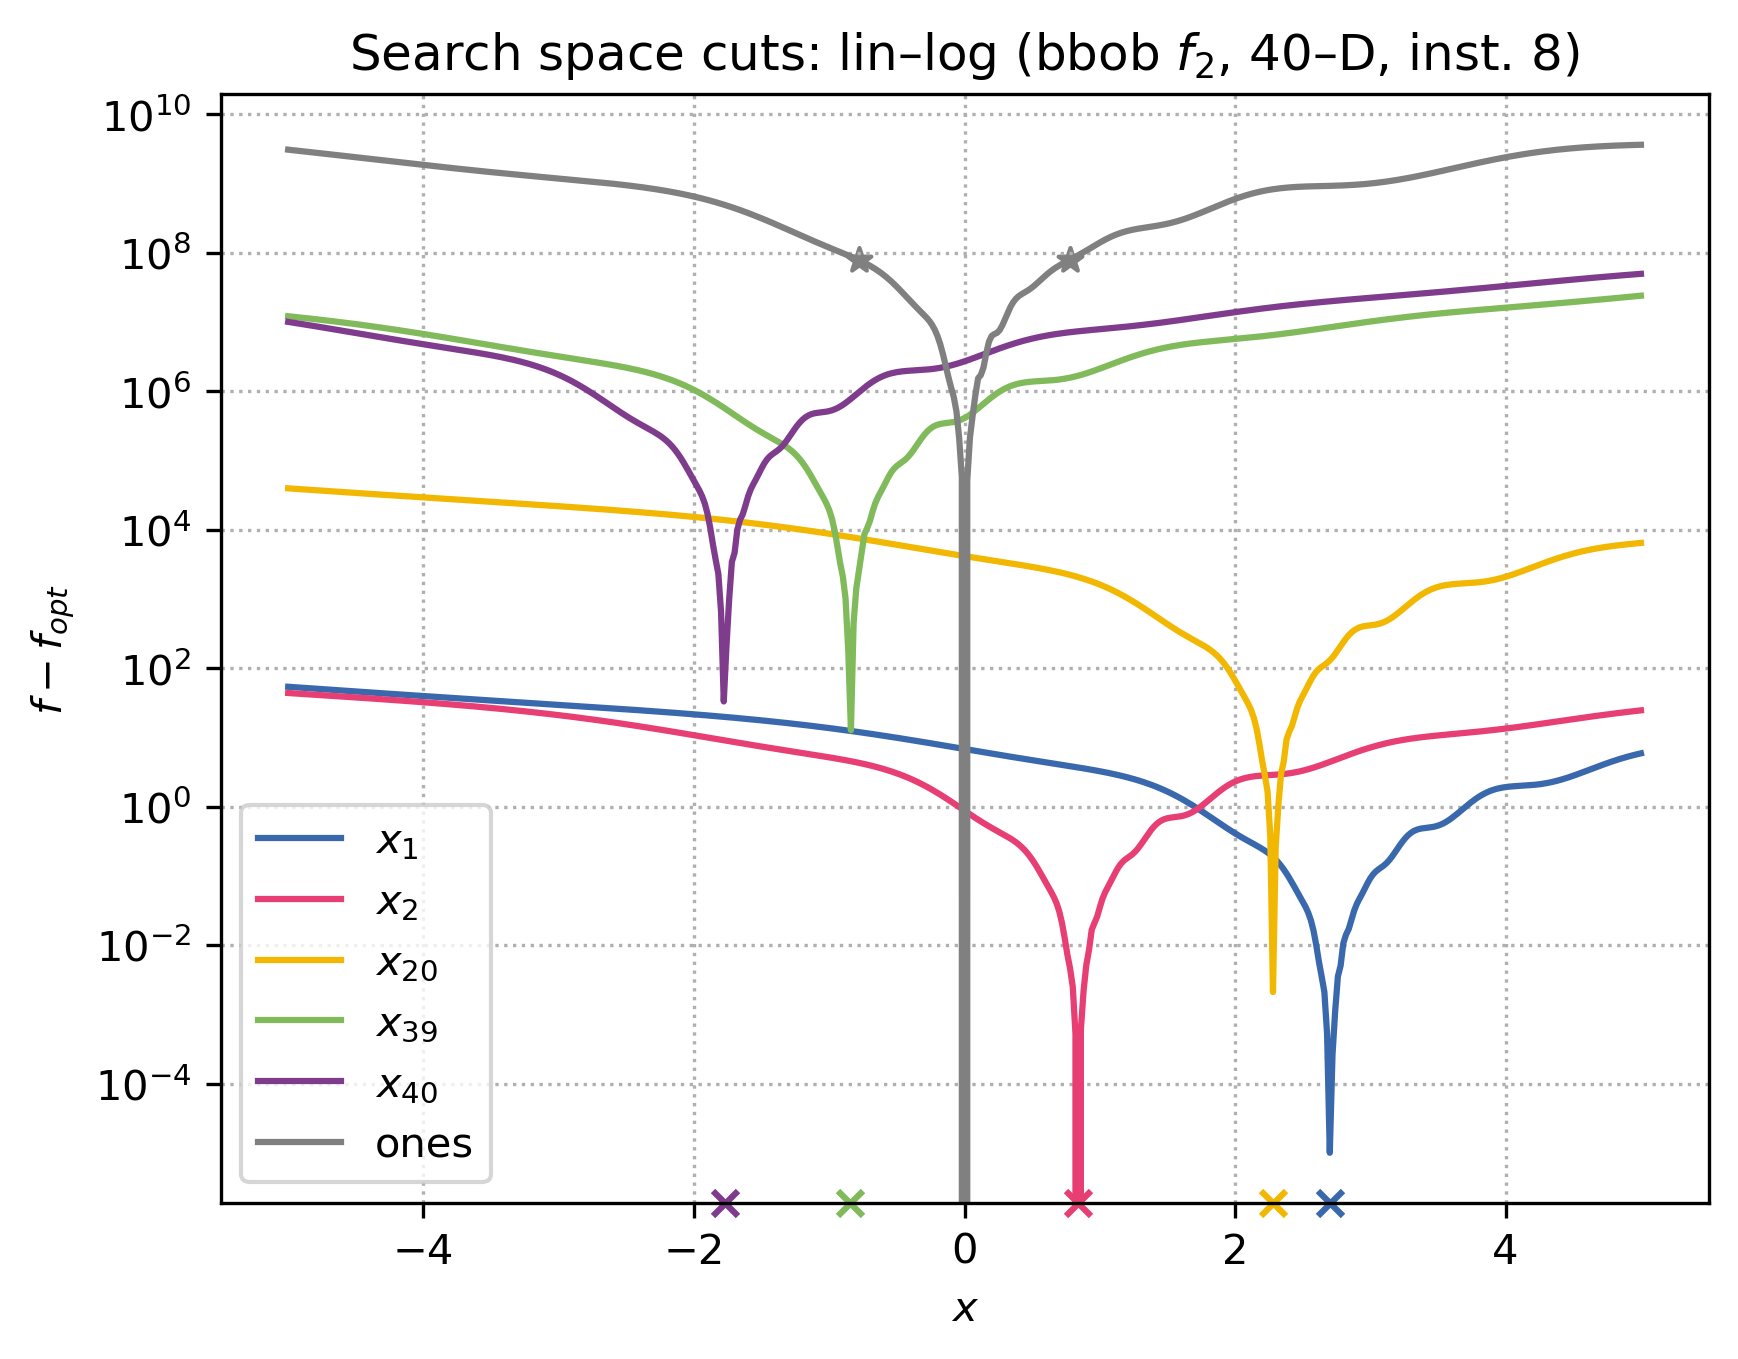 Search space cuts: lin–log (bbob f₂, 40–D, inst. 8)
10¹⁰
10⁸
10⁶
10⁴
10²
10⁰
10⁻²
10⁻⁴
f − fₒₚₜ
x₁
x₂
x₂₀
x₃₉
x₄₀
ones
−4 −2 0 2 4
x